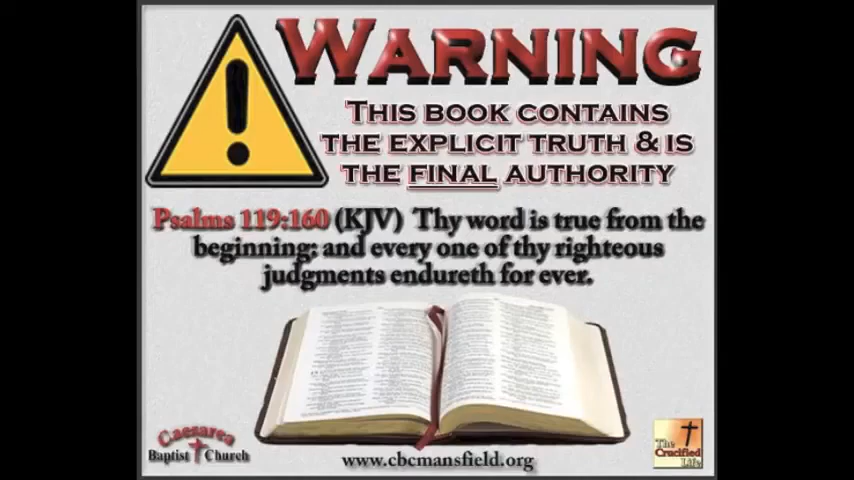 WARNING
THIS BOOK CONTAINS
THE EXPLICIT TRUTH & IS
THE FINAL AUTHORITY
Psalms 119:160 (KJV) Thy word is true from the
beginning: and every one of thy righteous
judgments endureth for ever.
Caesarea
Baptist Church
www.cbcmansfield.org
The
Crucified
Life